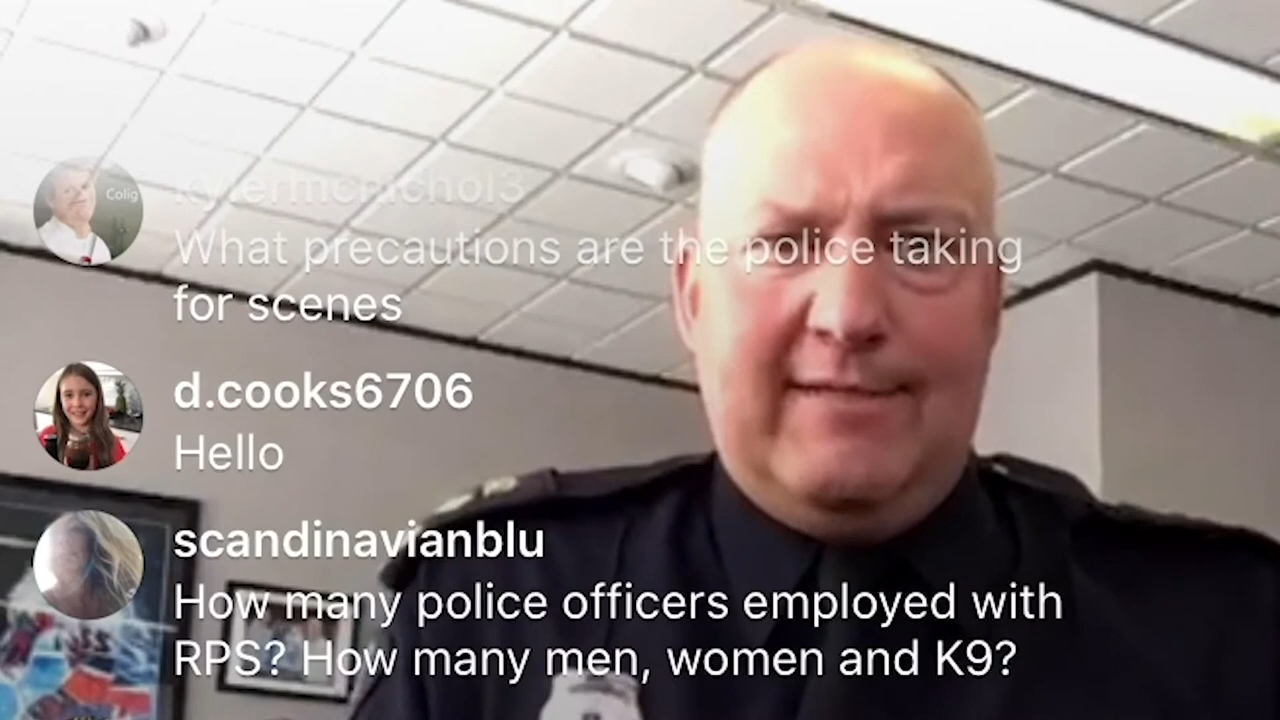 Colig
What precautions are the police taking
for scenes
d.cooks6706
Hello
scandinavianblu
How many police officers employed with
RPS? How many men, women and K9?